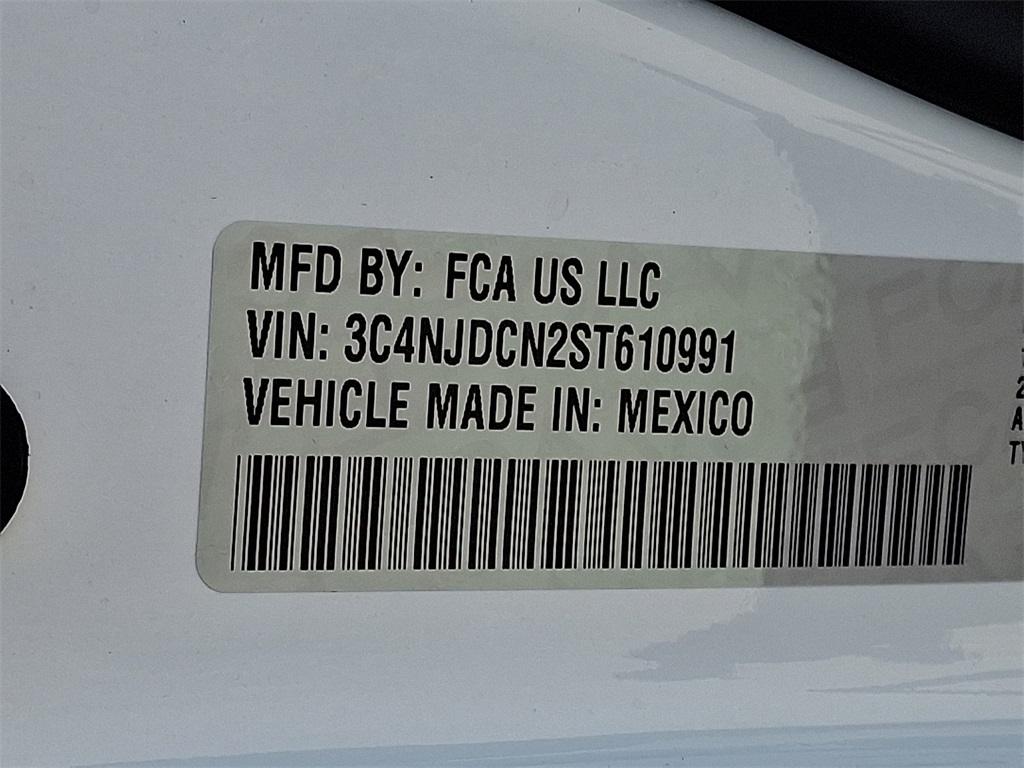 MFD BY: FCA US LLC
VIN: 3C4NJDCN2ST610991
VEHICLE MADE IN: MEXICO